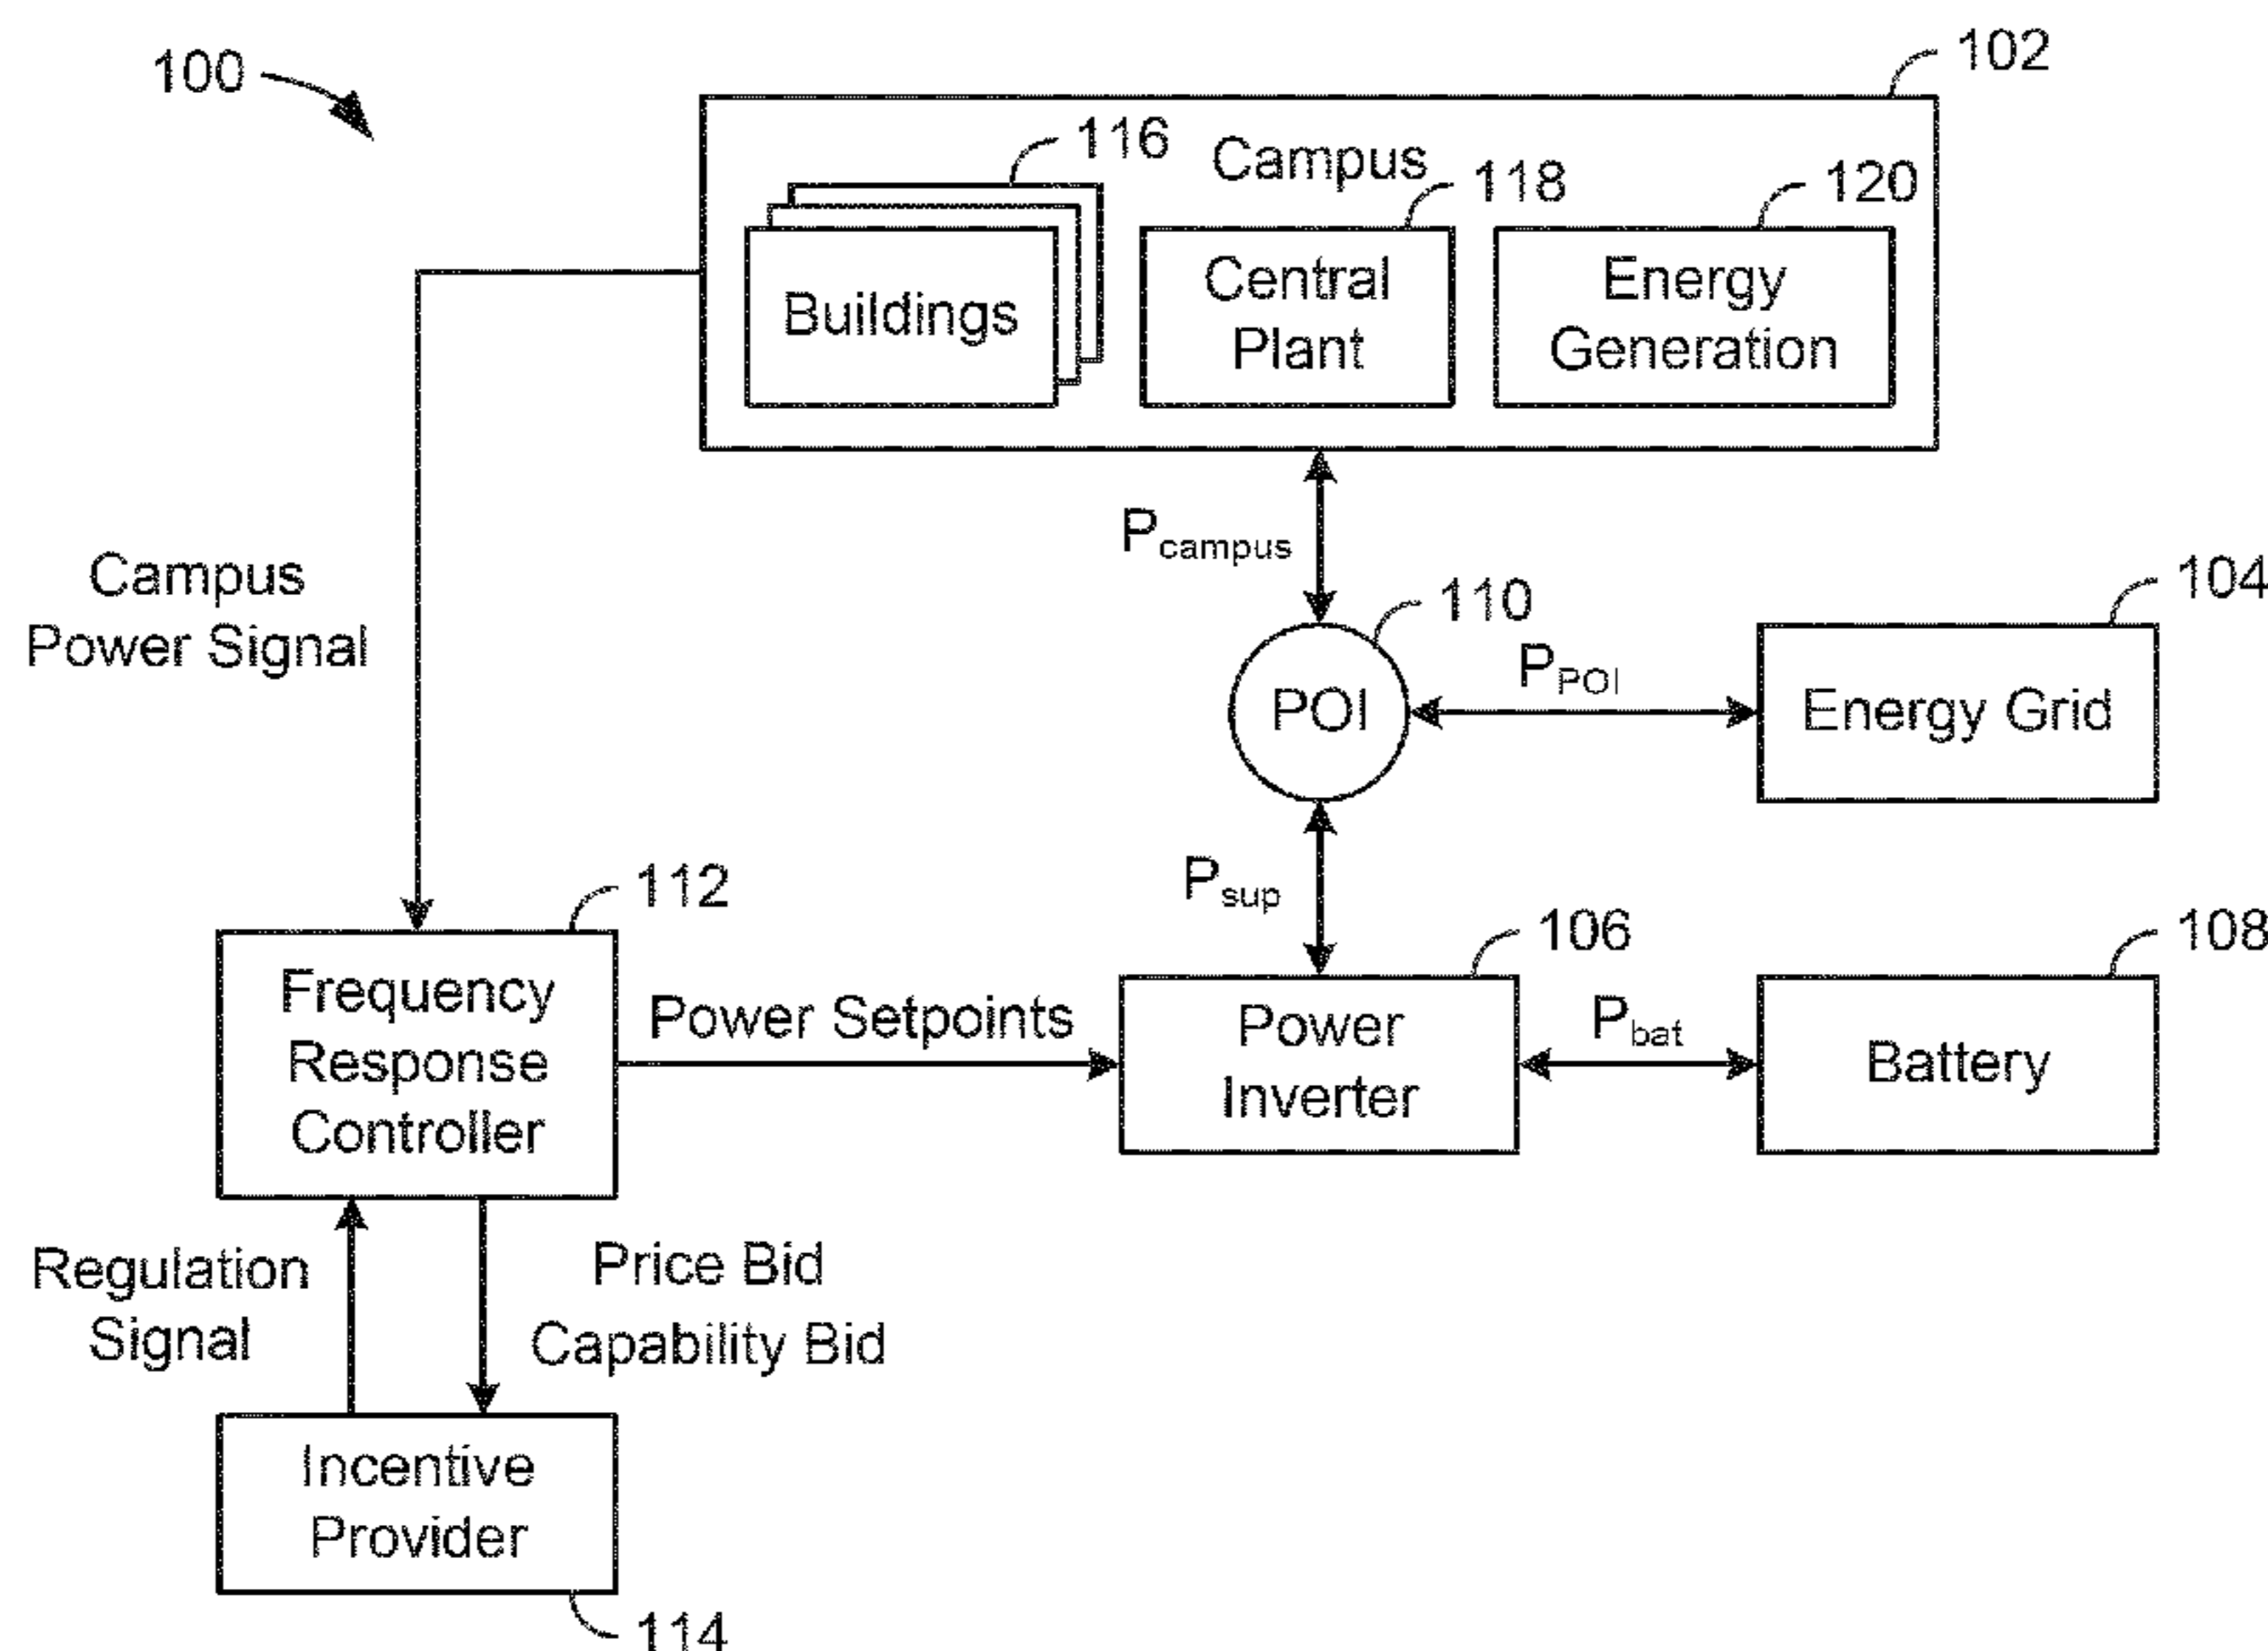 100
102
116
Campus
118
120
Buildings
Central
Plant
Energy
Generation
Campus
Power Signal
Pcampus
110
104
POI
PPOI
Energy Grid
112
Psup
106
108
Frequency
Response
Controller
Power Setpoints
Power
Inverter
Pbat
Battery
Regulation
Signal
Price Bid
Capability Bid
Incentive
Provider
114